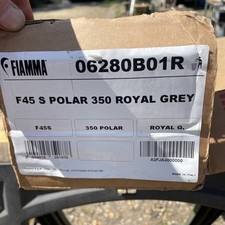 FIAMMA 06280B01R
F45 S POLAR 350 ROYAL GREY
F45S 350 POLAR ROYAL G.